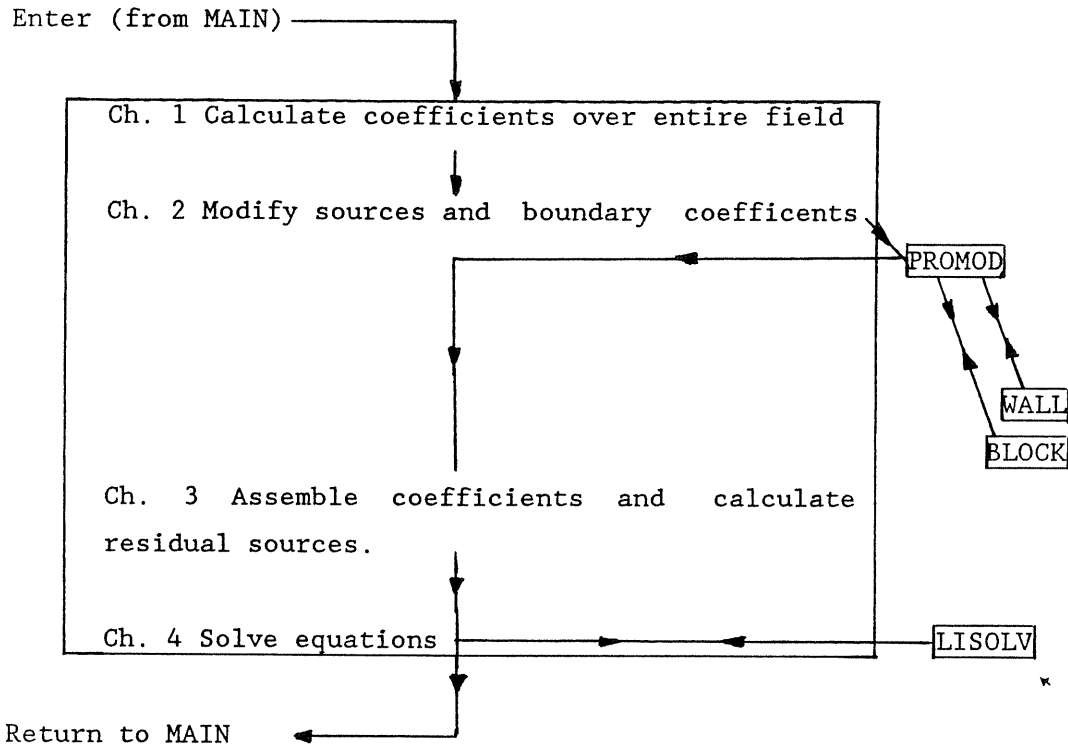 Enter (from MAIN)
Ch. 1 Calculate coefficients over entire field
Ch. 2 Modify sources and boundary coefficents
PROMOD
WALL
BLOCK
Ch. 3 Assemble coefficients and calculate
residual sources.
Ch. 4 Solve equations
LISOLV
Return to MAIN